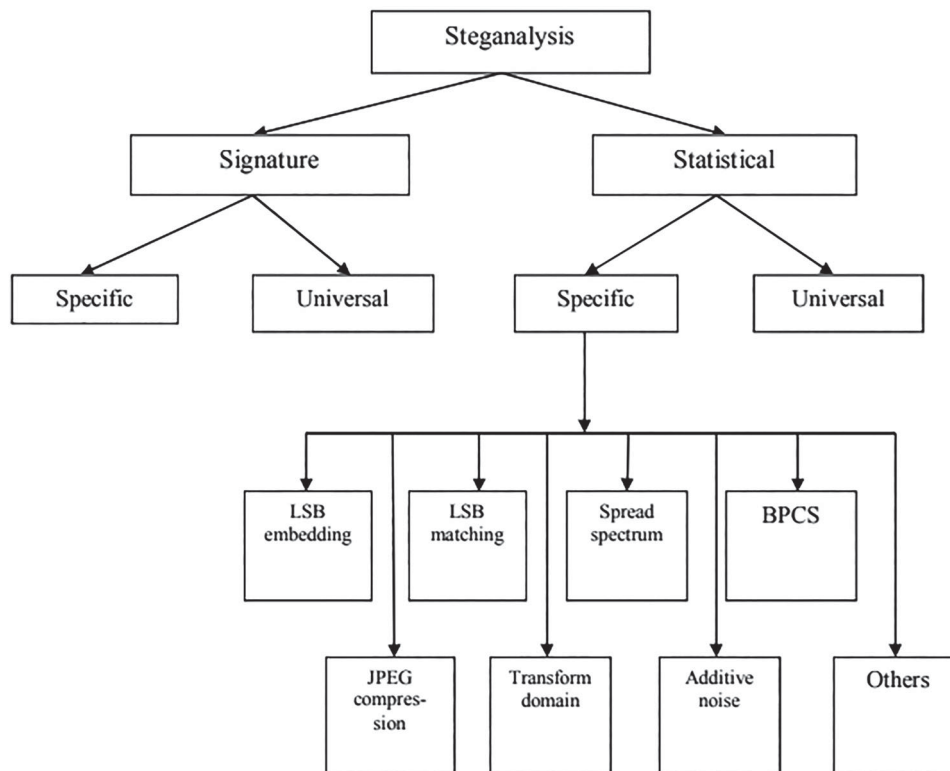 Steganalysis
Signature
Statistical
Specific
Universal
Specific
Universal
LSB
embedding
LSB
matching
Spread
spectrum
BPCS
JPEG
compres-
sion
Transform
domain
Additive
noise
Others